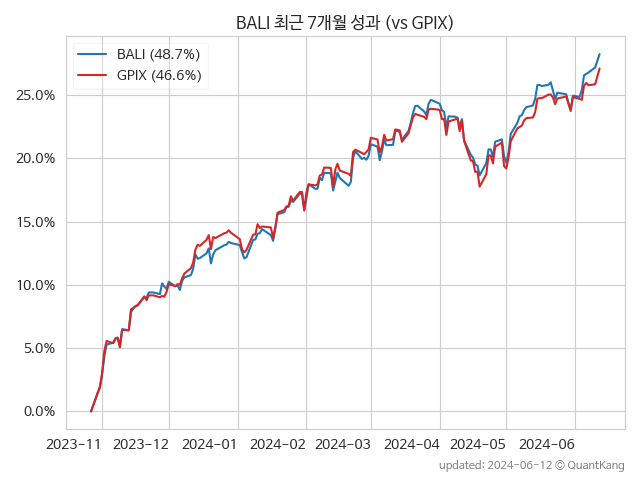 BALI 최근 7개월 성과 (vs GPIX)
BALI (48.7%)
GPIX (46.6%)
25.0%
20.0%
15.0%
10.0%
5.0%
0.0%
2023-11 2023-12 2024-01 2024-02 2024-03 2024-04 2024-05 2024-06
updated: 2024-06-12 © QuantKang